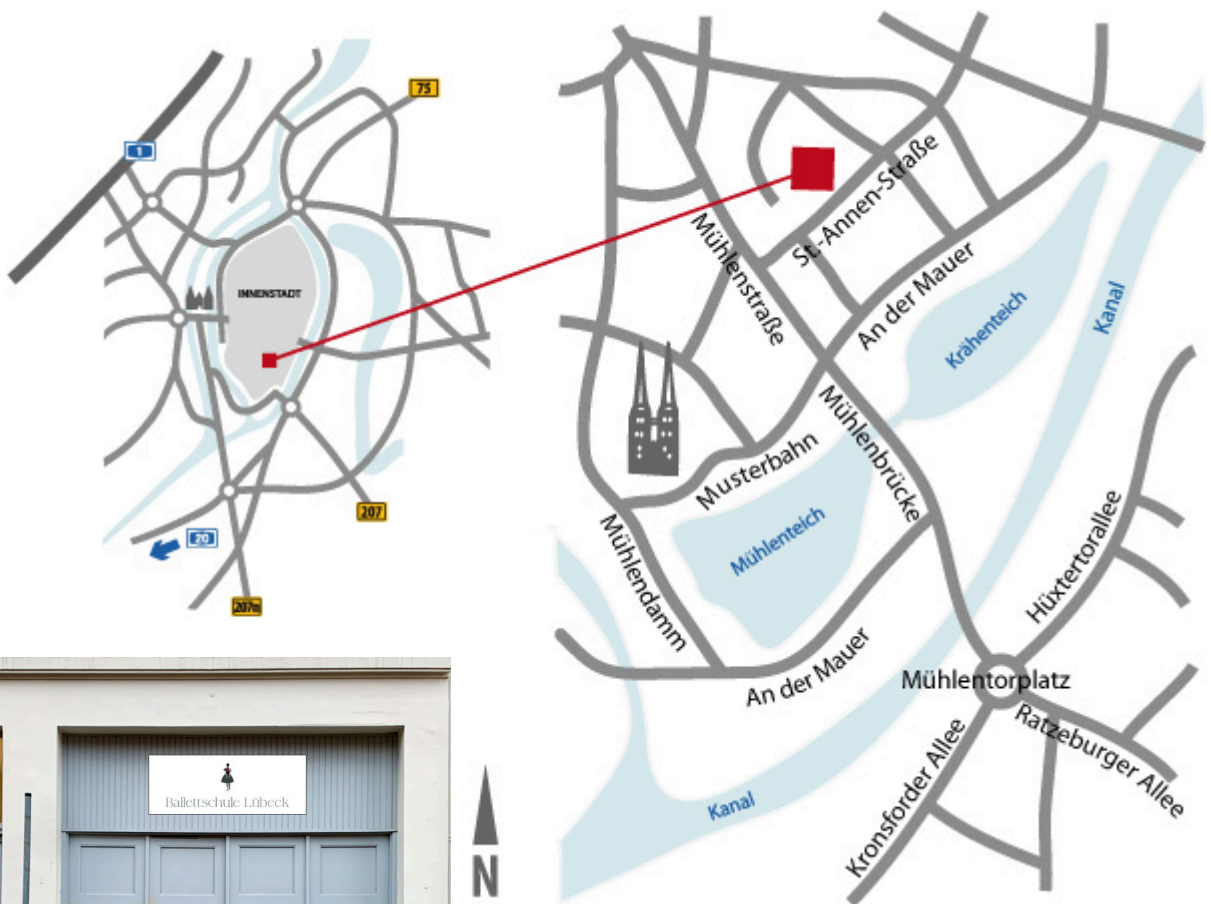 75
1
INNENSTADT
207
20
207n
Mühlenstraße
St.-Annen-Straße
An der Mauer
Krähenteich
Kanal
Musterbahn
Mühlenbrücke
Mühlenteich
Mühlendamm
Hüxtertorallee
An der Mauer
Mühlentorplatz
Ratzeburger Allee
Kronsforder Allee
Kanal
N
Ballettschule Lübeck